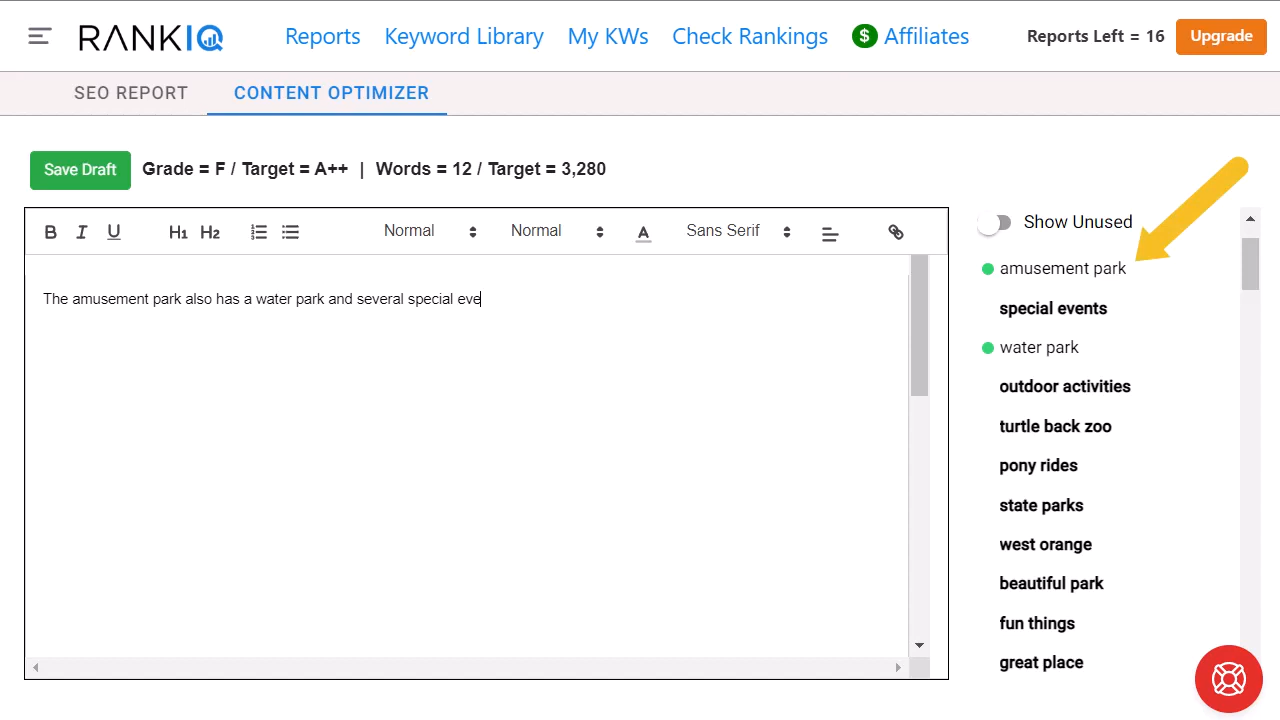 RANKIQ Reports Keyword Library My KWs Check Rankings $ Affiliates Reports Left = 16 Upgrade
SEO REPORT CONTENT OPTIMIZER
Save Draft Grade = F / Target = A++ | Words = 12 / Target = 3,280
B I U H1 H2 Normal Normal A Sans Serif
The amusement park also has a water park and several special eve
Show Unused
amusement park
special events
water park
outdoor activities
turtle back zoo
pony rides
state parks
west orange
beautiful park
fun things
great place